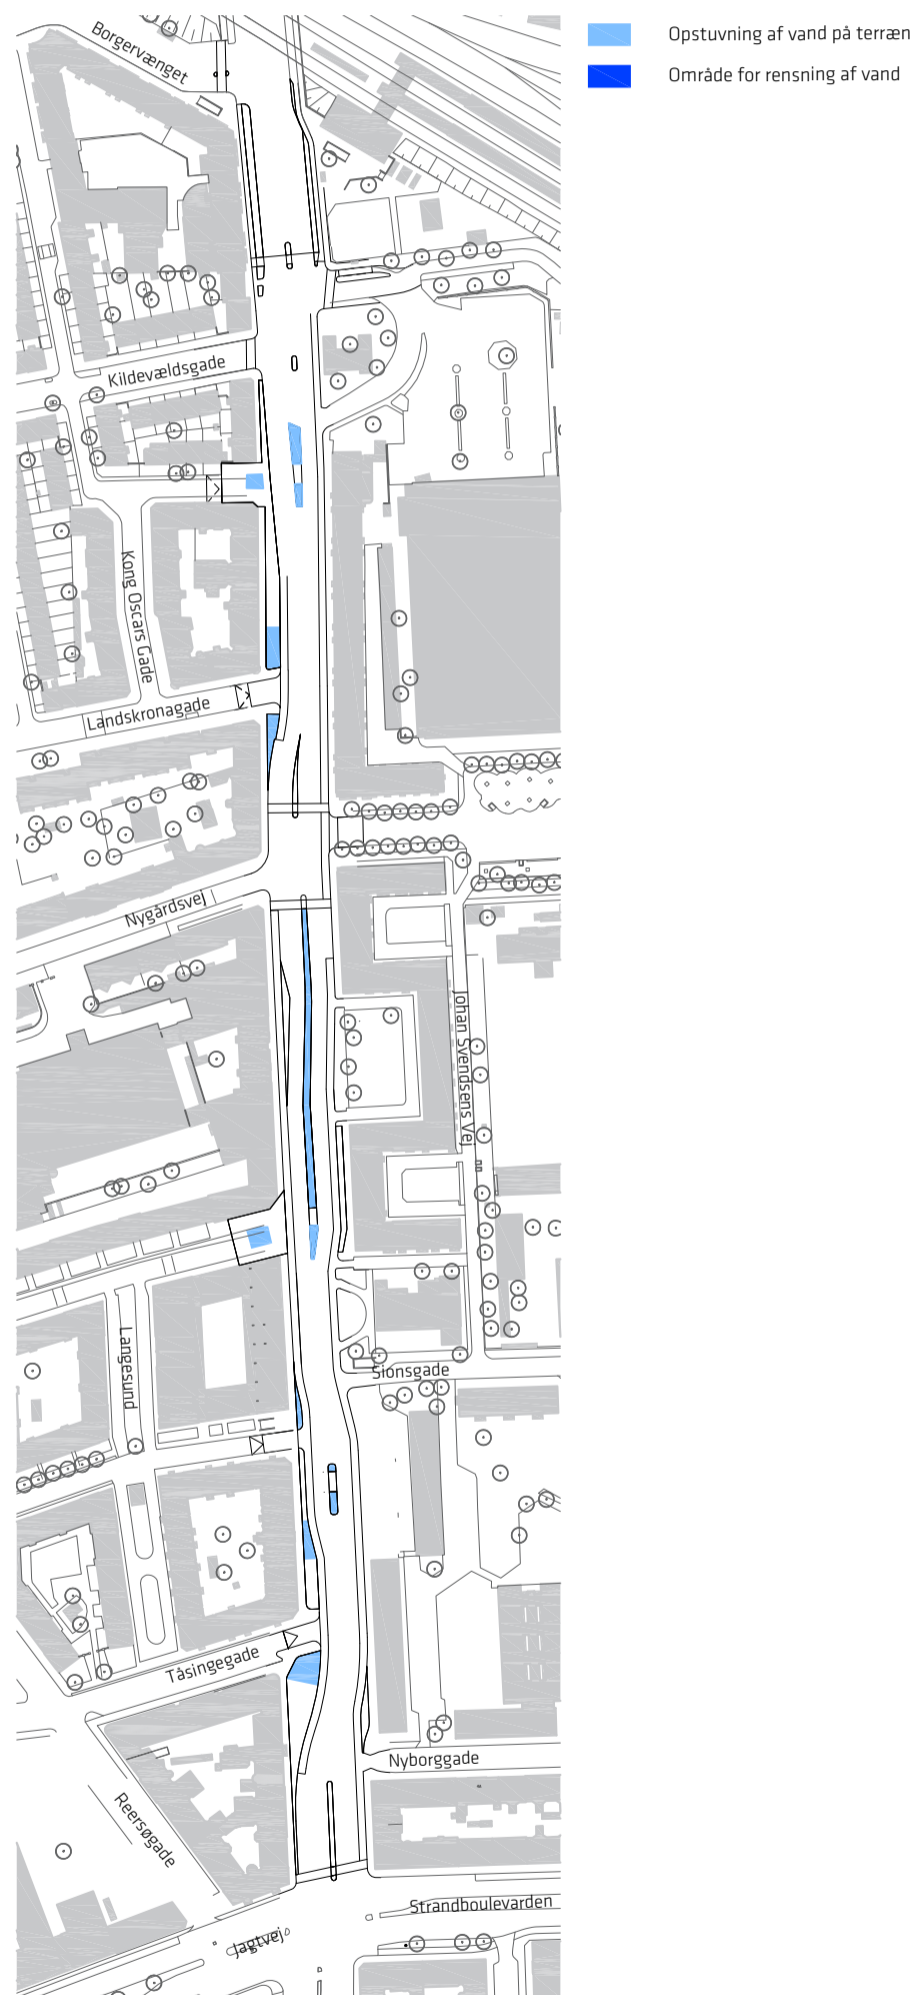 Opstuvning af vand på terræn
Område for rensning af vand
Borgervænget
Kildevældsgade
Kong Oscars Gade
Landskronagade
Nygårdsvej
Johan Svendsens Vej
Langesund
Sionsgade
Tåsingegade
Nyborggade
Reersøgade
Strandboulevarden
Jagtvej